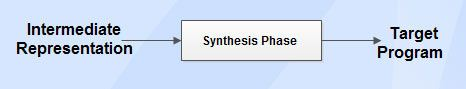 Intermediate
Representation
Synthesis Phase
Target
Program